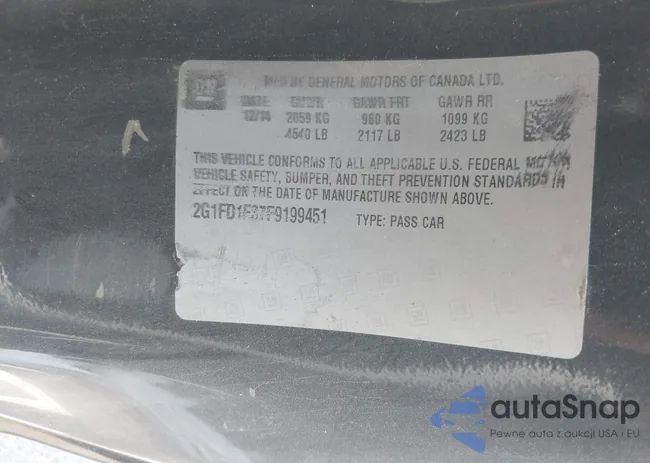 MFD BY GENERAL MOTORS OF CANADA LTD.
DATE GVWR GAWR FRT GAWR RR
12/14 2059 KG 960 KG 1099 KG
4540 LB 2117 LB 2423 LB
THIS VEHICLE CONFORMS TO ALL APPLICABLE U.S. FEDERAL MOTOR
VEHICLE SAFETY, BUMPER, AND THEFT PREVENTION STANDARDS IN
EFFECT ON THE DATE OF MANUFACTURE SHOWN ABOVE.
TYPE: PASS CAR
autaSnap
Pewne auta z aukcji USA i EU